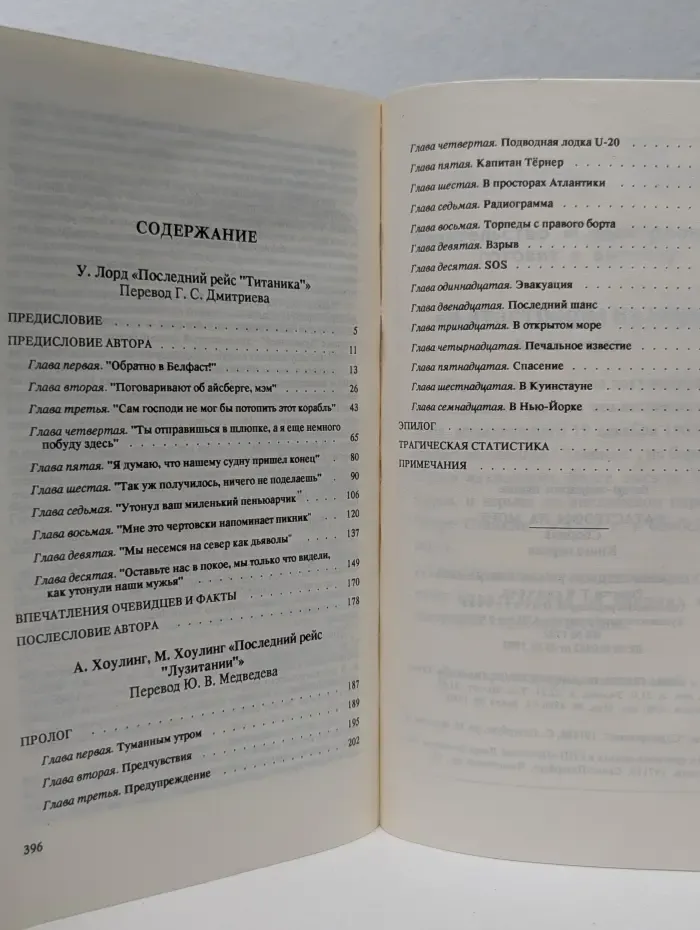 СОДЕРЖАНИЕ
У. Лорд «Последний рейс "Титаника"»
Перевод Г. С. Дмитриева
ПРЕДИСЛОВИЕ . . . 5
ПРЕДИСЛОВИЕ АВТОРА . . . 11
Глава первая. "Обратно в Белфаст!" . . . 13
Глава вторая. "Поговаривают об айсберге, мэм" . . . 26
Глава третья. "Сам господи не мог бы потопить этот корабль" 43
Глава четвертая. "Ты отправишься в шлюпке, а я еще немного
побуду здесь" . . . 65
Глава пятая. "Я думаю, что нашему судну пришел конец" . . . 80
Глава шестая. "Так уж получилось, ничего не поделаешь" . . . 90
Глава седьмая. "Утонул ваш миленький пеньюарчик" . . . 106
Глава восьмая. "Мне это чертовски напоминает пикник" . . . 120
Глава девятая. "Мы несемся на север как дьяволы" . . . 137
Глава десятая. "Оставьте нас в покое, мы только что видели,
как утонули наши мужья" . . . 149
ВПЕЧАТЛЕНИЯ ОЧЕВИДЦЕВ И ФАКТЫ . . . 170
ПОСЛЕСЛОВИЕ АВТОРА . . . 178
А. Хоулинг, М. Хоулинг «Последний рейс
"Лузитании"»
Перевод Ю. В. Медведева
ПРОЛОГ . . . 187
Глава первая. Туманным утром . . . 189
Глава вторая. Предчувствия . . . 195
Глава третья. Предупреждение . . . 202
396
Глава четвертая. Подводная лодка U-20 . . .
Глава пятая. Капитан Тёрнер . . .
Глава шестая. В просторах Атлантики . . .
Глава седьмая. Радиограмма . . .
Глава восьмая. Торпеды с правого борта . . .
Глава девятая. Взрыв . . .
Глава десятая. SOS . . .
Глава одиннадцатая. Эвакуация . . .
Глава двенадцатая. Последний шанс . . .
Глава тринадцатая. В открытом море . . .
Глава четырнадцатая. Печальное известие . . .
Глава пятнадцатая. Спасение . . .
Глава шестнадцатая. В Куинстауне . . .
Глава семнадцатая. В Нью-Йорке . . .
ЭПИЛОГ . . .
ТРАГИЧЕСКАЯ СТАТИСТИКА . . .
ПРИМЕЧАНИЯ . . .